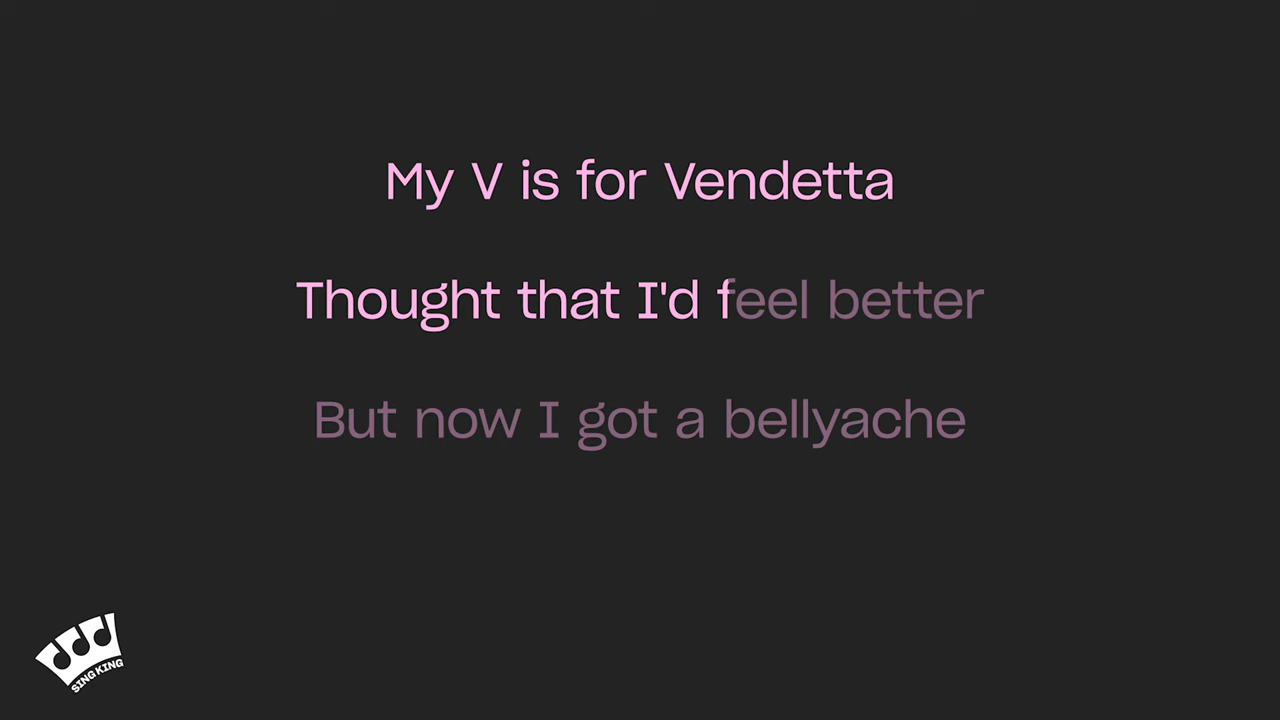 My V is for Vendetta
Thought that I'd feel better
But now I got a bellyache
SING KING